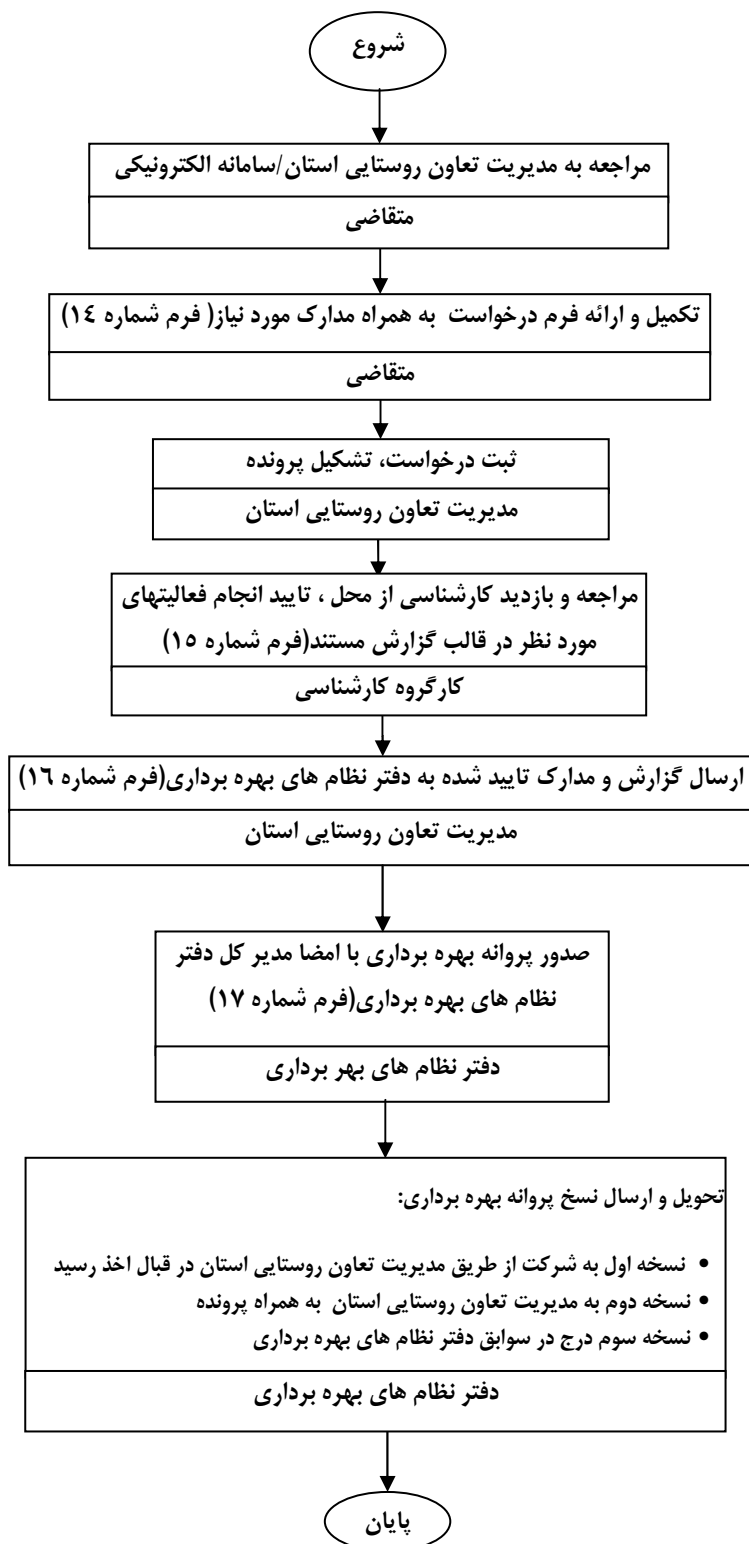 شروع
مراجعه به مدیریت تعاون روستایی استان/سامانه الکترونیکی
متقاضی
تکمیل و ارائه فرم درخواست به همراه مدارک مورد نیاز( فرم شماره ١٤)
متقاضی
ثبت درخواست، تشکیل پرونده
مدیریت تعاون روستایی استان
مراجعه و بازدید کارشناسی از محل ، تایید انجام فعالیتهای
مورد نظر در قالب گزارش مستند(فرم شماره ١٥)
کارگروه کارشناسی
ارسال گزارش و مدارک تایید شده به دفتر نظام های بهره برداری(فرم شماره ١٦)
مدیریت تعاون روستایی استان
صدور پروانه بهره برداری با امضا مدیر کل دفتر
نظام های بهره برداری(فرم شماره ١٧)
دفتر نظام های بهر برداری
تحویل و ارسال نسخ پروانه بهره برداری:
• نسخه اول به شرکت از طریق مدیریت تعاون روستایی استان در قبال اخذ رسید
• نسخه دوم به مدیریت تعاون روستایی استان به همراه پرونده
• نسخه سوم درج در سوابق دفتر نظام های بهره برداری
دفتر نظام های بهره برداری
پایان